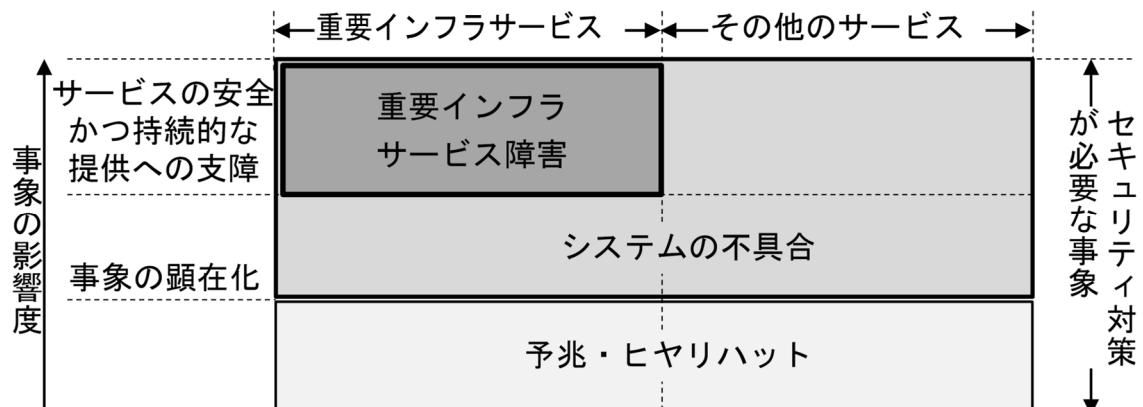 重要インフラサービス
その他のサービス
サービスの安全
かつ持続的な
提供への支障
重要インフラ
サービス障害
事象の影響度
システムの不具合
事象の顕在化
予兆・ヒヤリハット
セキュリティ対策
が必要な事象